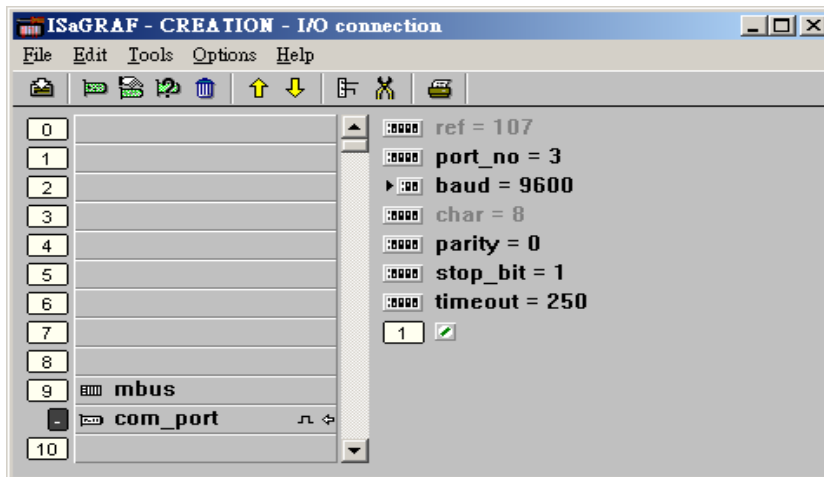 ISaGRAF - CREATION - I/O connection
File Edit Tools Options Help
0
1
2
3
4
5
6
7
8
9 mbus
- com_port
10
ref = 107
port_no = 3
baud = 9600
char = 8
parity = 0
stop_bit = 1
timeout = 250
1